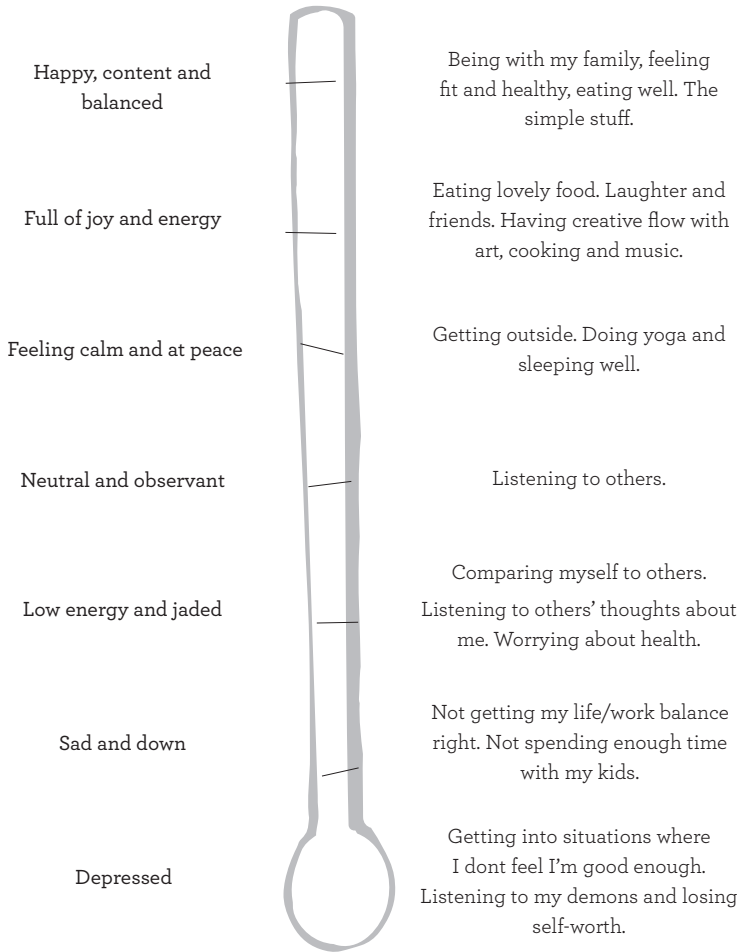 Happy, content and
balanced
Being with my family, feeling
fit and healthy, eating well. The
simple stuff.
Full of joy and energy
Eating lovely food. Laughter and
friends. Having creative flow with
art, cooking and music.
Feeling calm and at peace
Getting outside. Doing yoga and
sleeping well.
Neutral and observant
Listening to others.
Low energy and jaded
Comparing myself to others.
Listening to others’ thoughts about
me. Worrying about health.
Sad and down
Not getting my life/work balance
right. Not spending enough time
with my kids.
Depressed
Getting into situations where
I dont feel I’m good enough.
Listening to my demons and losing
self-worth.